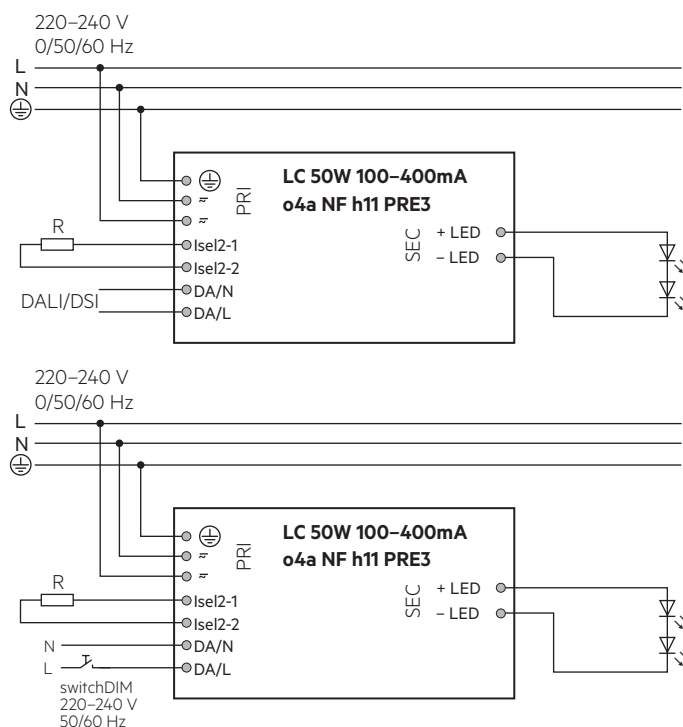 220–240 V
0/50/60 Hz
L
N
LC 50W 100–400mA
o4a NF h11 PRE3
PRI
R
Isel2-1
Isel2-2
DA/N
DA/L
DALI/DSI
SEC
+ LED
– LED
220–240 V
0/50/60 Hz
L
N
LC 50W 100–400mA
o4a NF h11 PRE3
PRI
R
Isel2-1
Isel2-2
N
DA/N
L
DA/L
switchDIM
220–240 V
50/60 Hz
SEC
+ LED
– LED